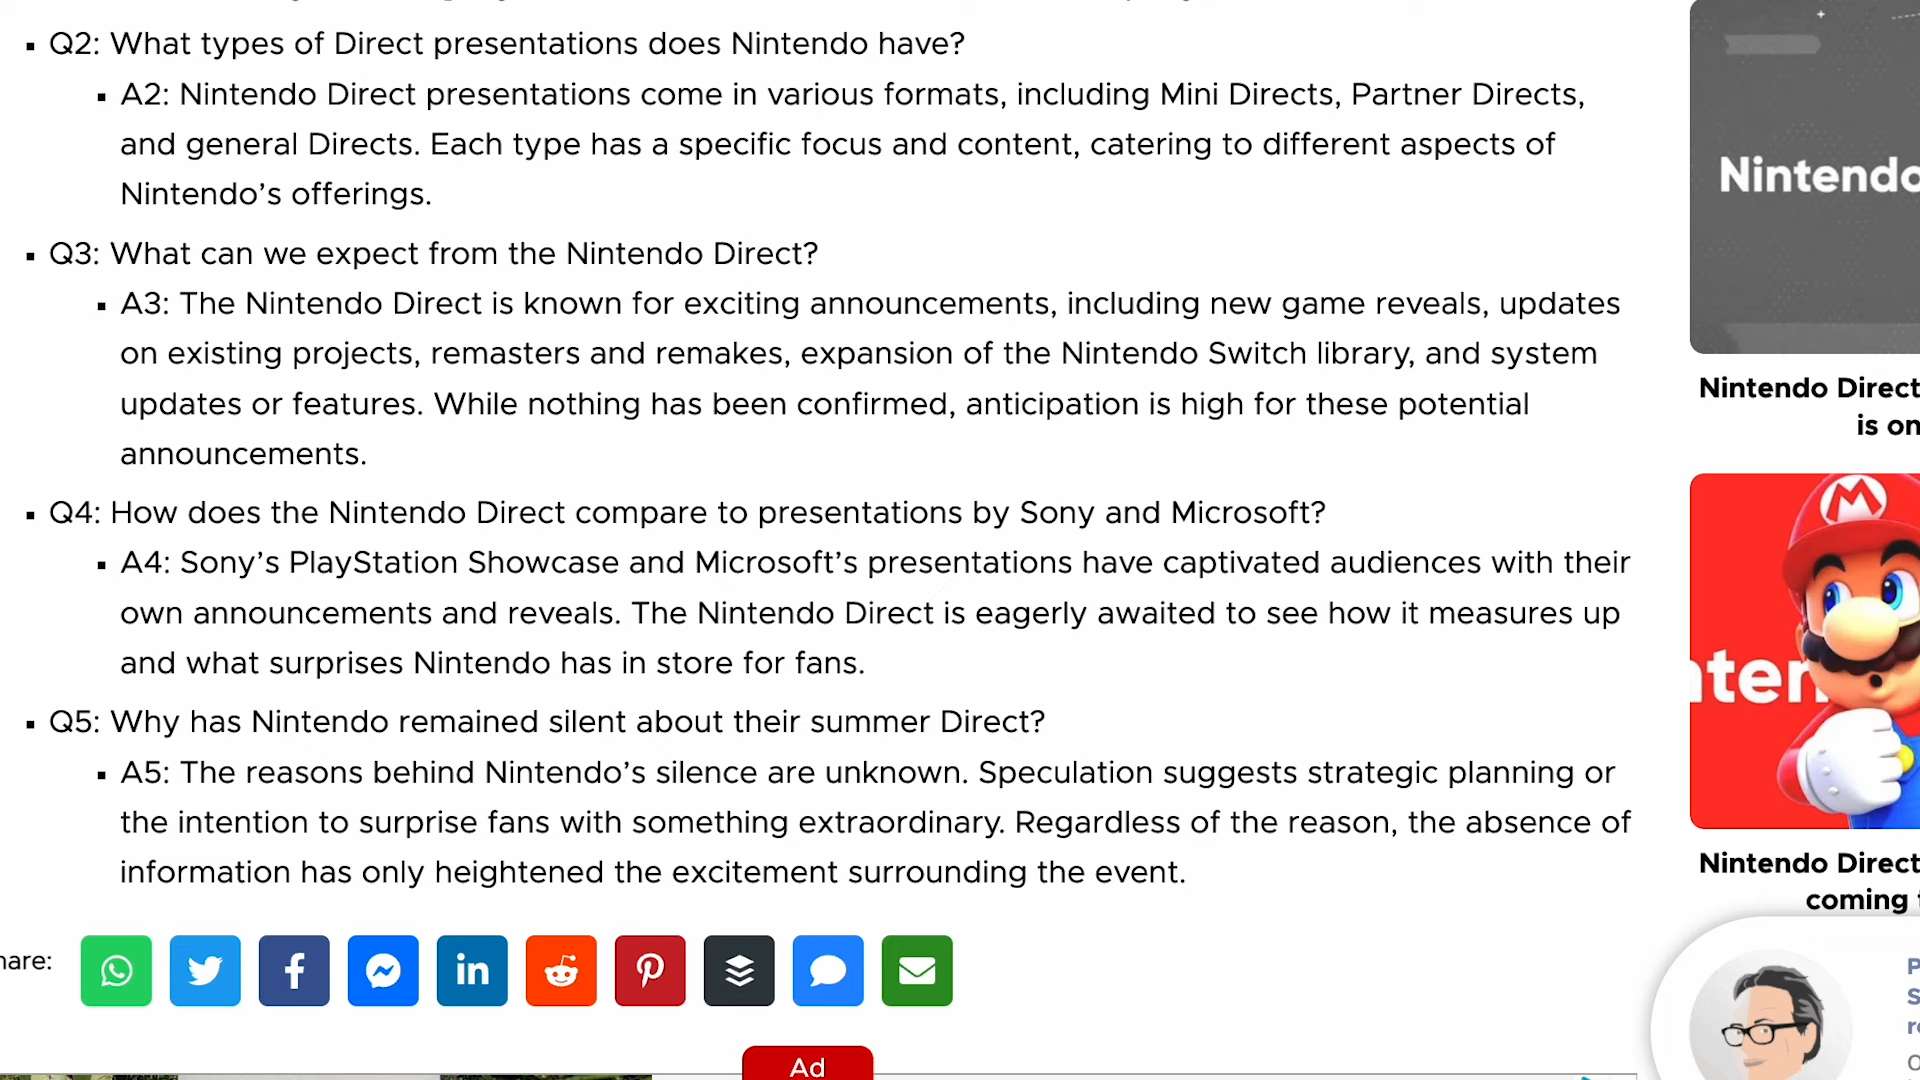 Q2: What types of Direct presentations does Nintendo have?
A2: Nintendo Direct presentations come in various formats, including Mini Directs, Partner Directs,
and general Directs. Each type has a specific focus and content, catering to different aspects of
Nintendo’s offerings.
Q3: What can we expect from the Nintendo Direct?
A3: The Nintendo Direct is known for exciting announcements, including new game reveals, updates
on existing projects, remasters and remakes, expansion of the Nintendo Switch library, and system
updates or features. While nothing has been confirmed, anticipation is high for these potential
announcements.
Q4: How does the Nintendo Direct compare to presentations by Sony and Microsoft?
A4: Sony’s PlayStation Showcase and Microsoft’s presentations have captivated audiences with their
own announcements and reveals. The Nintendo Direct is eagerly awaited to see how it measures up
and what surprises Nintendo has in store for fans.
Q5: Why has Nintendo remained silent about their summer Direct?
A5: The reasons behind Nintendo’s silence are unknown. Speculation suggests strategic planning or
the intention to surprise fans with something extraordinary. Regardless of the reason, the absence of
information has only heightened the excitement surrounding the event.
hare:
Ad
Nintendo
Nintendo Direct
is on
nten
M
Nintendo Direct
coming